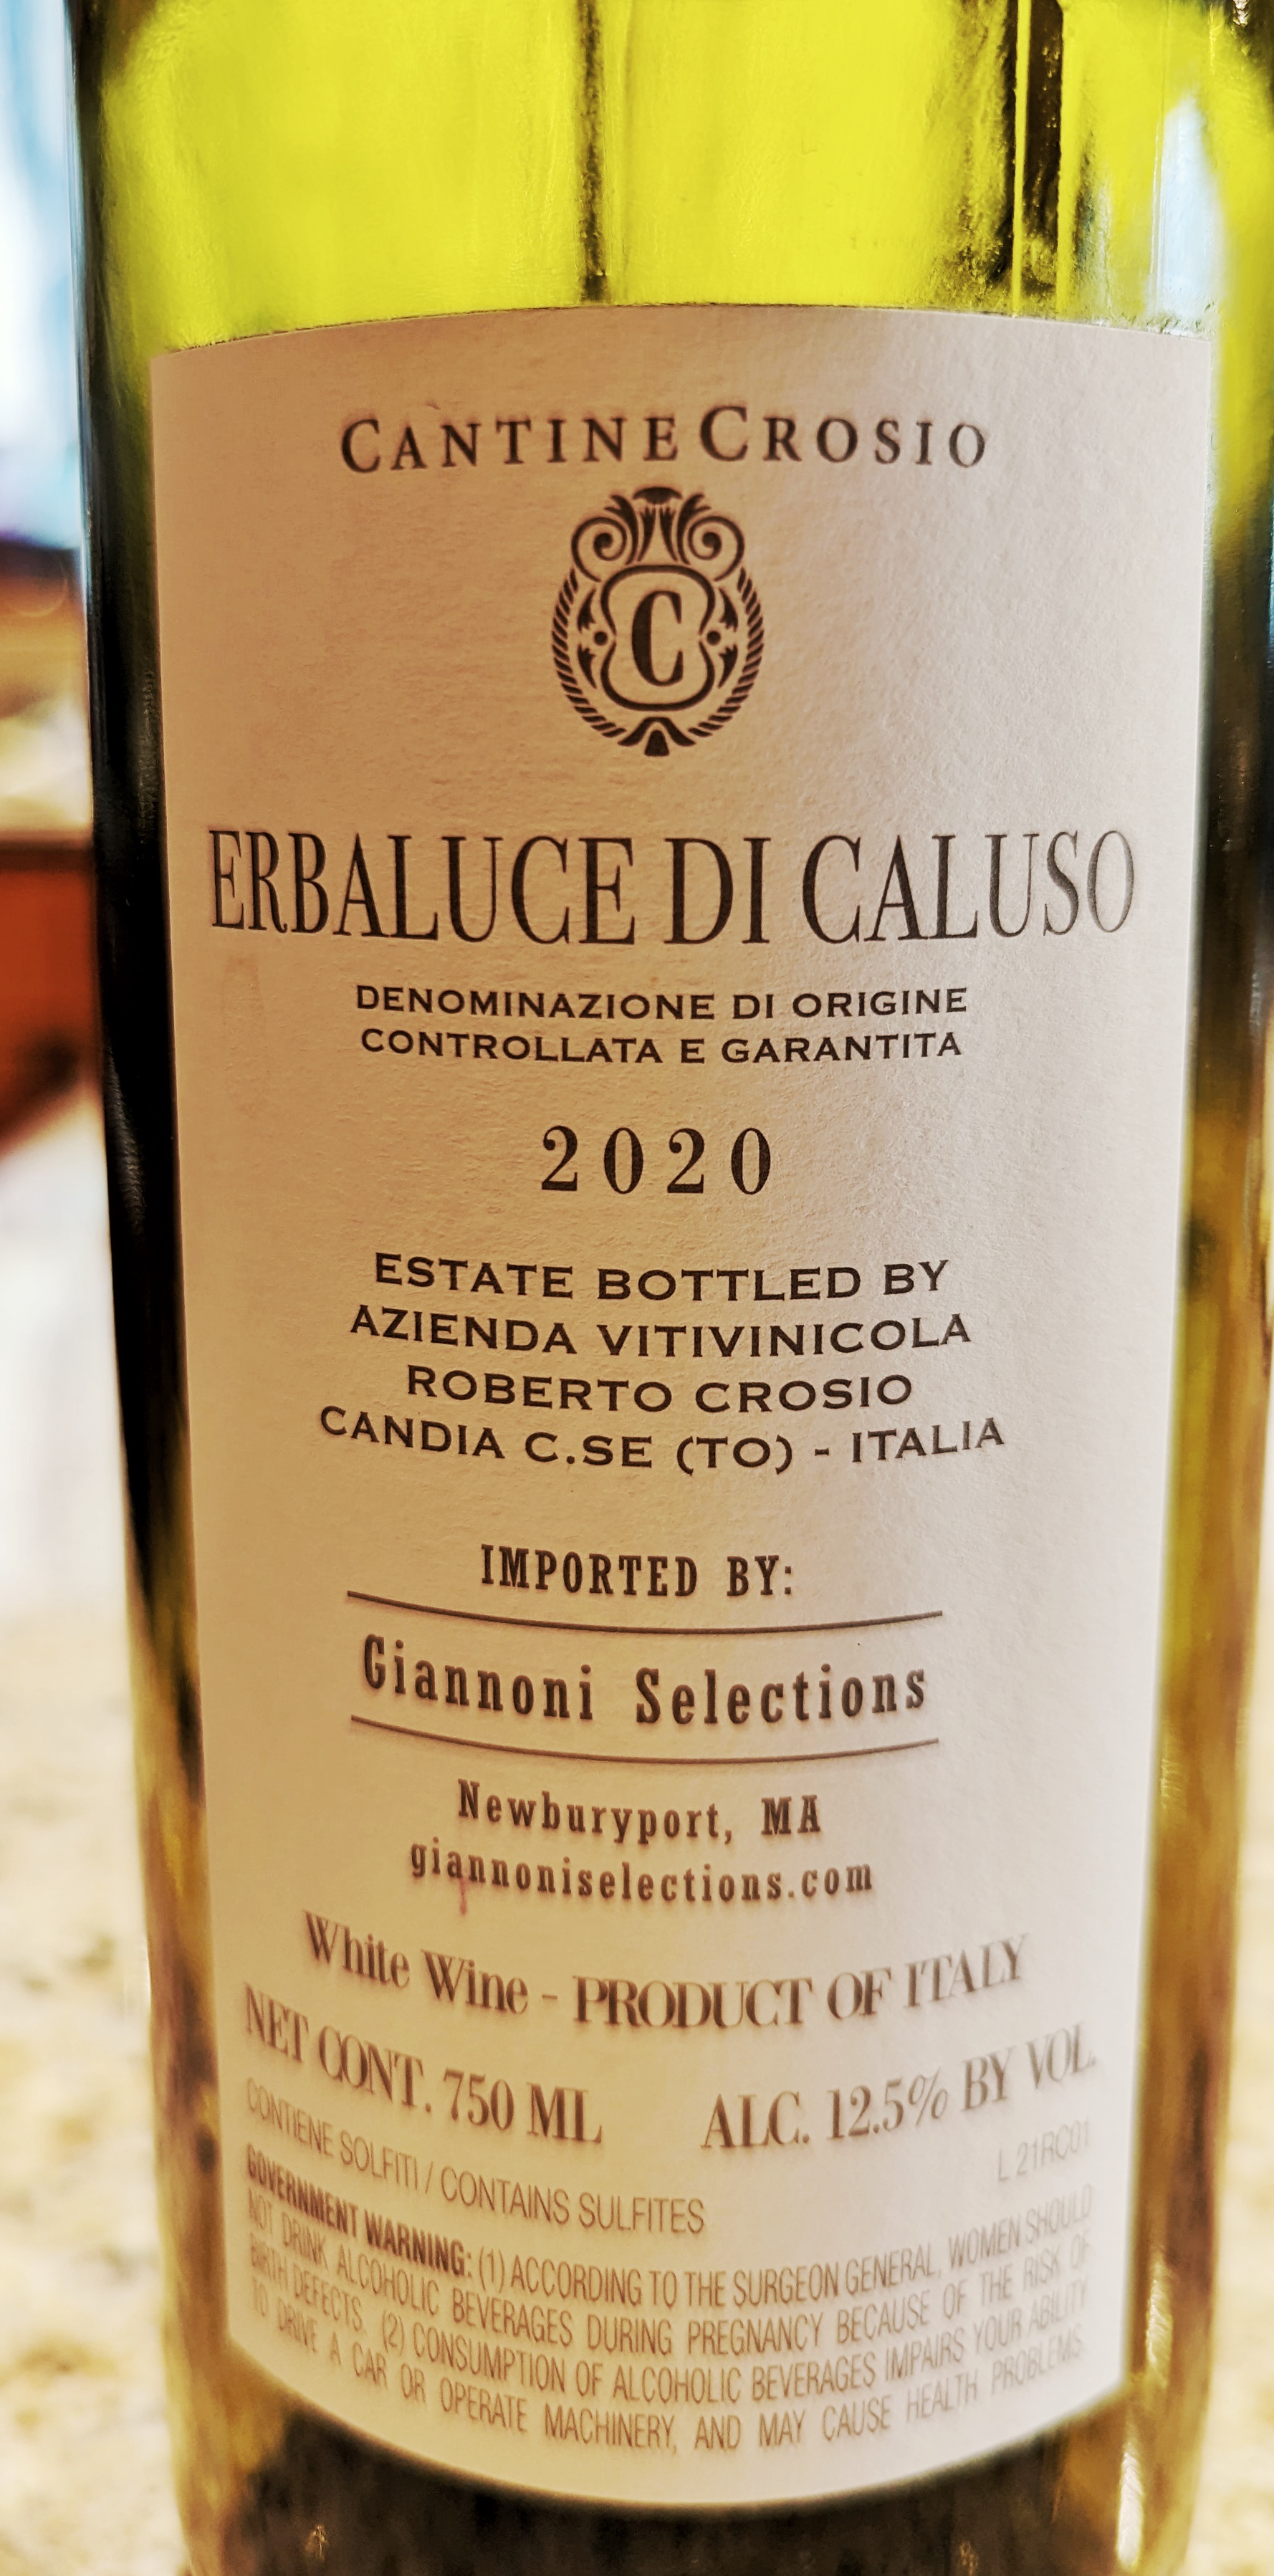 CANTINE CROSIO
C
ERBALUCE DI CALUSO
DENOMINAZIONE DI ORIGINE
CONTROLLATA E GARANTITA
2020
ESTATE BOTTLED BY
AZIENDA VITIVINICOLA
ROBERTO CROSIO
CANDIA C.SE (TO) - ITALIA
IMPORTED BY:
Giannoni Selections
Newburyport, MA
giannoniselections.com
White Wine - PRODUCT OF ITALY
NET CONT. 750 ML ALC. 12.5% BY VOL.
CONTIENE SOLFITI / CONTAINS SULFITES L 21RC01
GOVERNMENT WARNING: (1) ACCORDING TO THE SURGEON GENERAL, WOMEN SHOULD
NOT DRINK ALCOHOLIC BEVERAGES DURING PREGNANCY BECAUSE OF THE RISK OF
BIRTH DEFECTS. (2) CONSUMPTION OF ALCOHOLIC BEVERAGES IMPAIRS YOUR ABILITY
TO DRIVE A CAR OR OPERATE MACHINERY, AND MAY CAUSE HEALTH PROBLEMS.